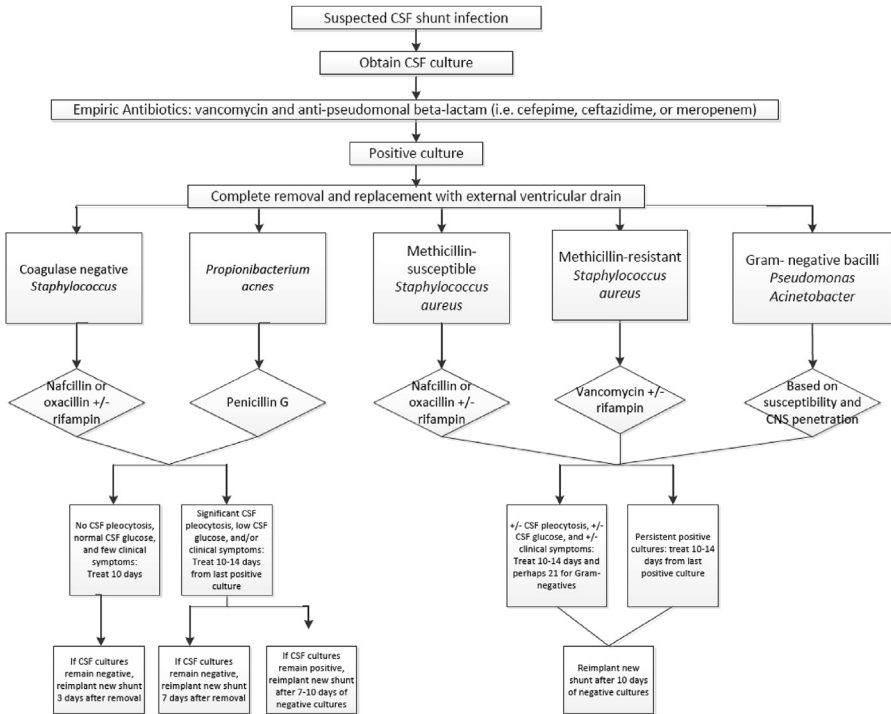 Suspected CSF shunt infection
Obtain CSF culture
Empiric Antibiotics: vancomycin and anti-pseudomonal beta-lactam (i.e. cefepime, ceftazidime, or meropenem)
Positive culture
Complete removal and replacement with external ventricular drain
Coagulase negative
Staphylococcus
Propionibacterium
acnes
Methicillin-
susceptible
Staphylococcus
aureus
Methicillin-resistant
Staphylococcus
aureus
Gram- negative bacilli
Pseudomonas
Acinetobacter
Nafcillin or
oxacillin +/-
rifampin
Penicillin G
Nafcillin or
oxacillin +/-
rifampin
Vancomycin +/-
rifampin
Based on
susceptibility and
CNS penetration
No CSF pleocytosis,
normal CSF glucose,
and few clinical
symptoms:
Treat 10 days
Significant CSF
pleocytosis, low CSF
glucose, and/or
clinical symptoms:
Treat 10-14 days
from last positive
culture
+/- CSF pleocytosis, +/-
CSF glucose, and +/-
clinical symptoms:
Treat 10-14 days and
perhaps 21 for Gram-
negatives
Persistent positive
cultures: treat 10-14
days from last
positive culture
If CSF cultures
remain negative,
reimplant new shunt
3 days after removal
If CSF cultures
remain negative,
reimplant new shunt
7 days after removal
If CSF cultures
remain positive,
reimplant new shunt
after 7-10 days of
negative cultures
Reimplant new
shunt after 10 days
of negative cultures